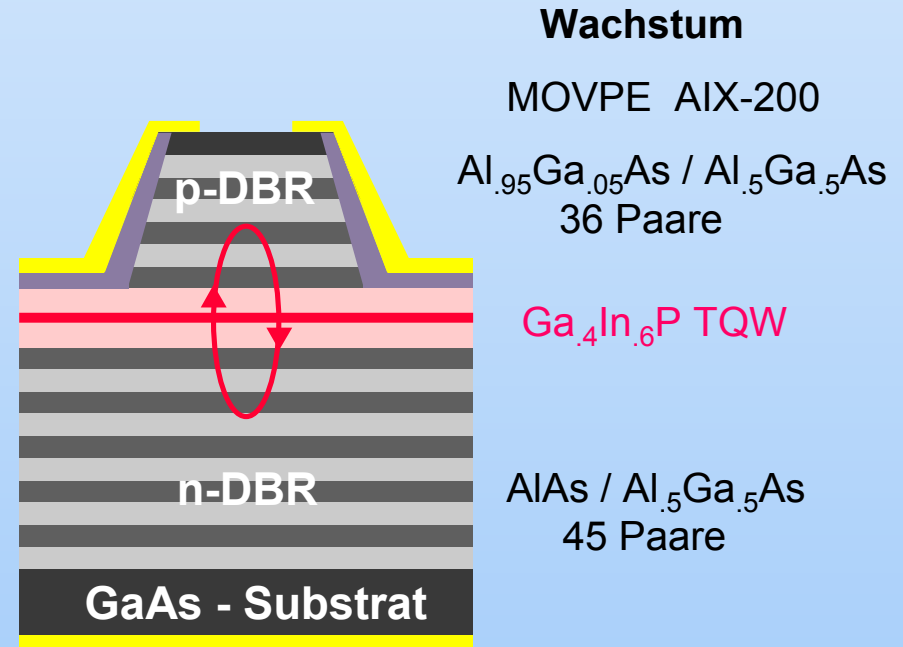 Wachstum
MOVPE AIX-200
Al.95Ga.05As / Al.5Ga.5As
36 Paare
p-DBR
Ga.4In.6P TQW
n-DBR
AlAs / Al.5Ga.5As
45 Paare
GaAs - Substrat